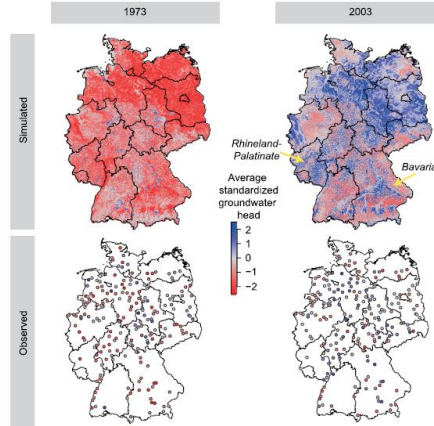 1973
2003
Simulated
Rhineland-
Palatinate
Bavaria
Average
standardized
groundwater
head
2
1
0
−1
−2
Observed